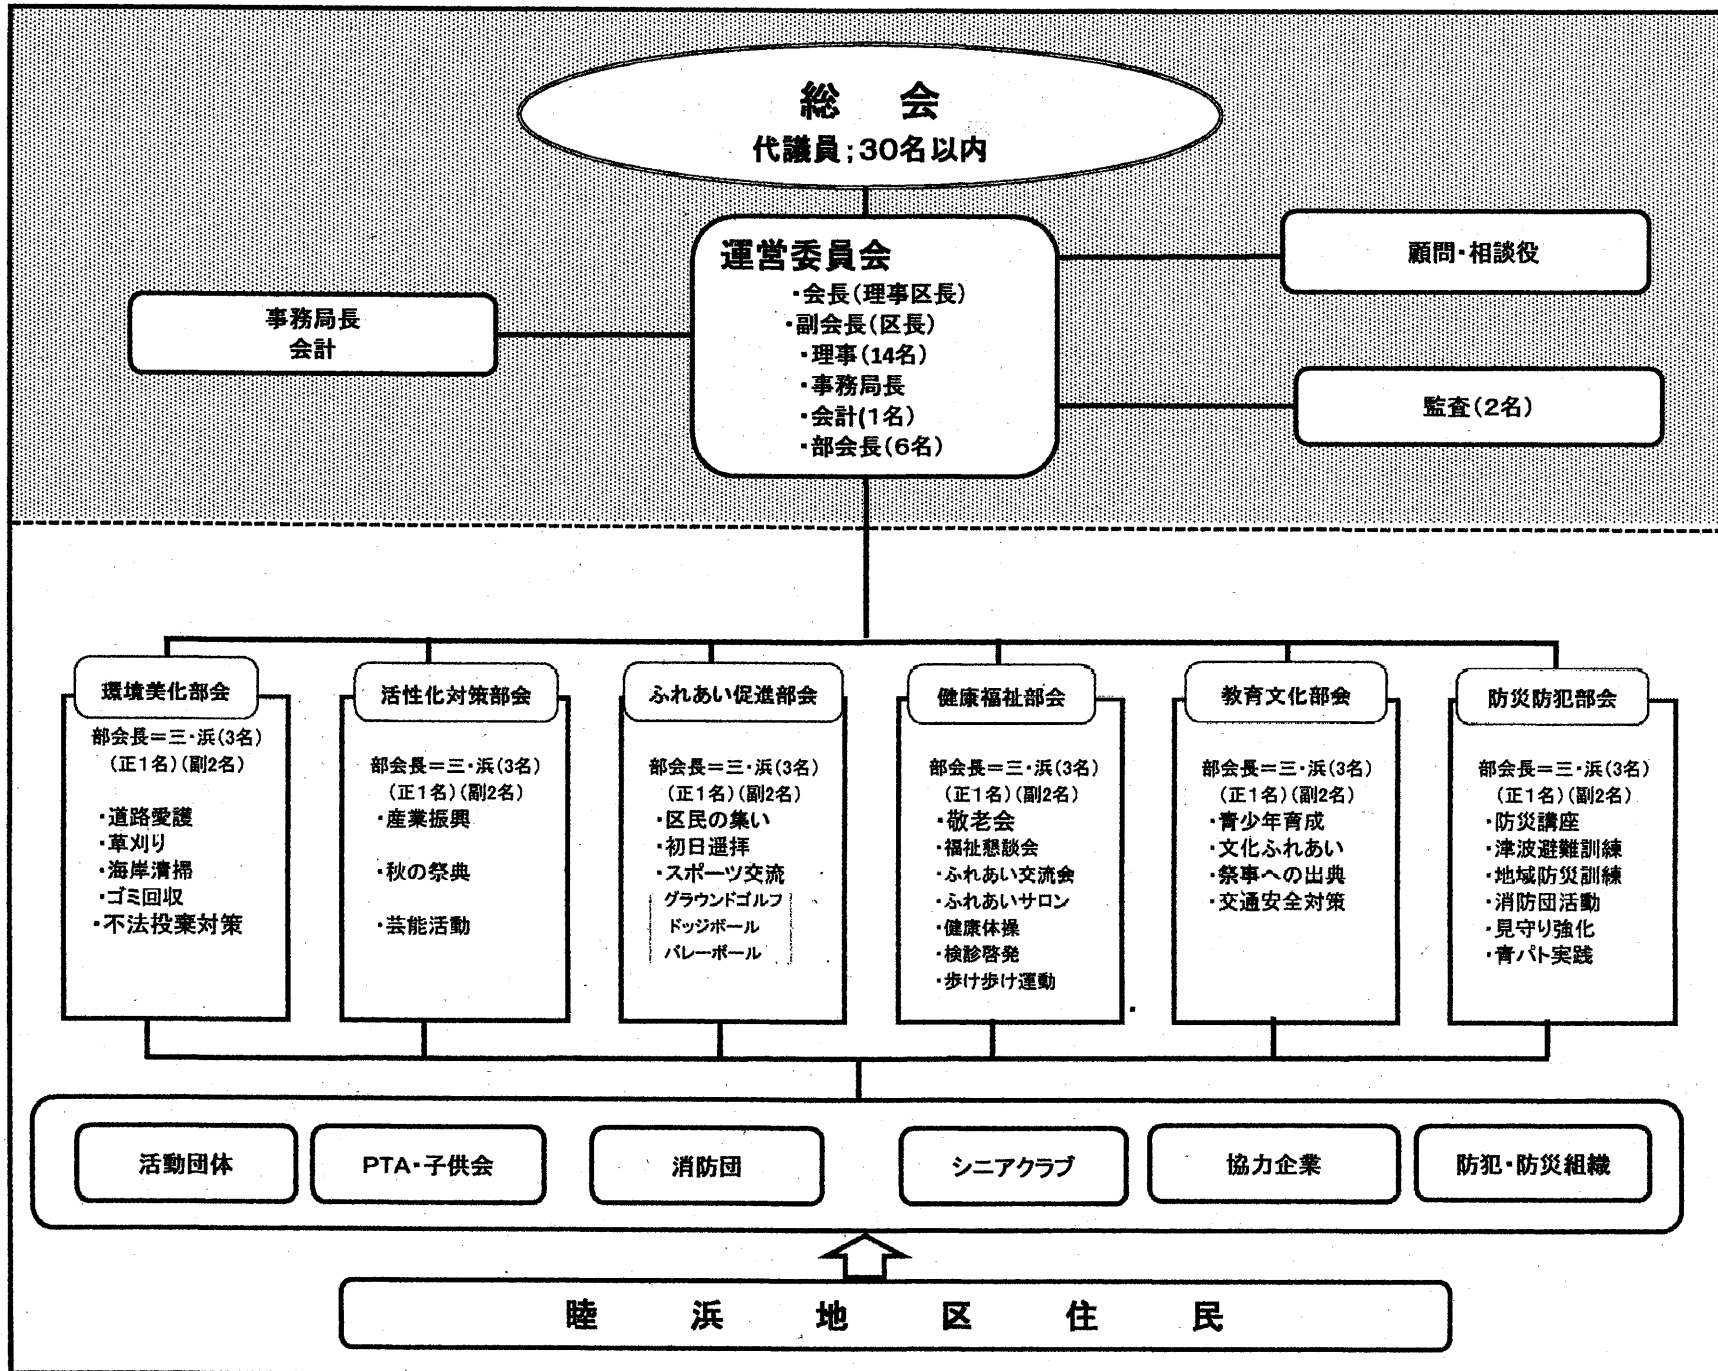 総　会
代議員；30名以内
運営委員会
・会長（理事区長）
・副会長（区長）
・理事（14名）
・事務局長
・会計（1名）
・部会長（6名）
顧問・相談役
事務局長
会計
監査（2名）
環境美化部会
部会長＝三・浜（3名）
（正1名）（副2名）
・道路愛護
・草刈り
・海岸清掃
・ゴミ回収
・不法投棄対策
活性化対策部会
部会長＝三・浜（3名）
（正1名）（副2名）
・産業振興
・秋の祭典
・芸能活動
ふれあい促進部会
部会長＝三・浜（3名）
（正1名）（副2名）
・区民の集い
・初日遥拝
・スポーツ交流
グラウンドゴルフ
ドッジボール
バレーボール
健康福祉部会
部会長＝三・浜（3名）
（正1名）（副2名）
・敬老会
・福祉懇談会
・ふれあい交流会
・ふれあいサロン
・健康体操
・検診啓発
・歩け歩け運動
教育文化部会
部会長＝三・浜（3名）
（正1名）（副2名）
・青少年育成
・文化ふれあい
・祭事への出典
・交通安全対策
防災防犯部会
部会長＝三・浜（3名）
（正1名）（副2名）
・防災講座
・津波避難訓練
・地域防災訓練
・消防団活動
・見守り強化
・青パト実践
活動団体
PTA・子供会
消防団
シニアクラブ
協力企業
防犯・防災組織
睦　浜　地　区　住　民